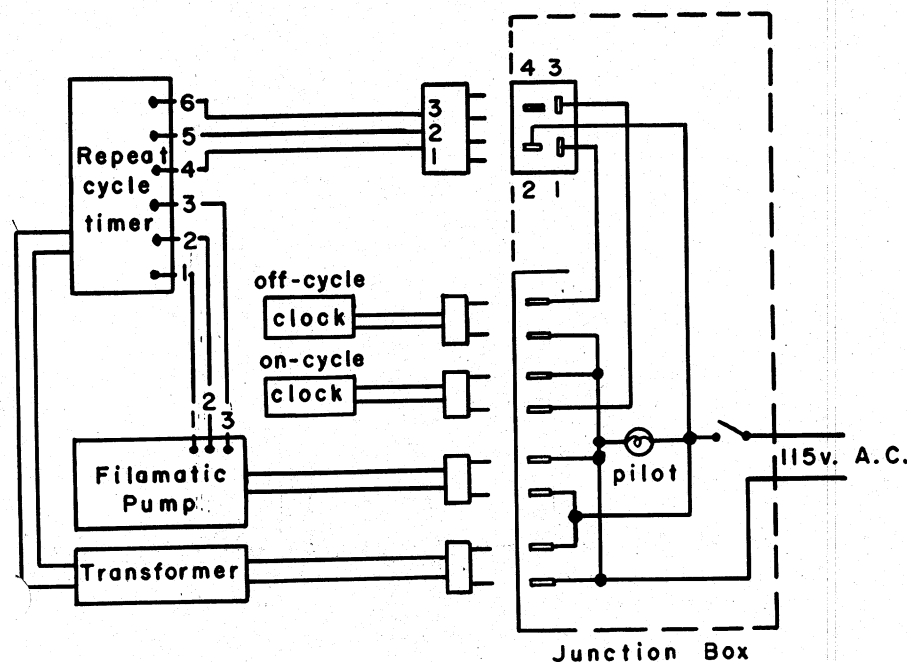 4 3
6
3
5
2
Repeat
4
1
cycle
3
timer
2
2 1
1
off-cycle
clock
on-cycle
clock
2
1 3
115v. A.C.
pilot
Filamatic
Pump
Transformer
Junction Box